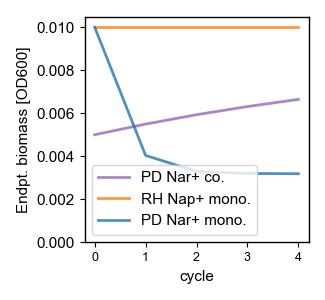 Endpt. biomass [OD600]
0.010
0.008
0.006
0.004
0.002
0.000
PD Nar+ co.
RH Nap+ mono.
PD Nar+ mono.
0 1 2 3 4
cycle